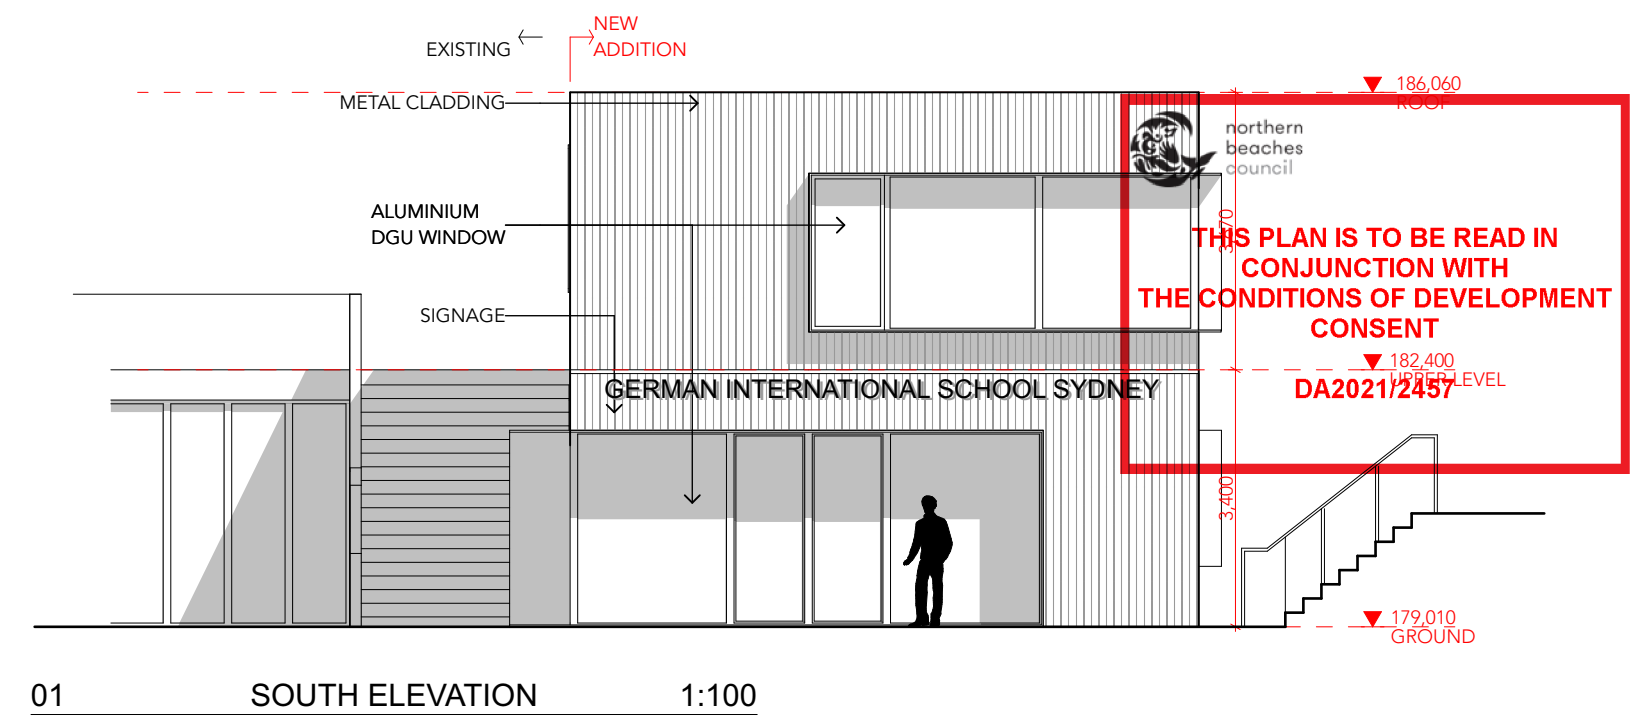 NEW
EXISTING
ADDITION
METAL CLADDING
186,060
ROOF
northern
beaches
council
ALUMINIUM
DGU WINDOW
THIS PLAN IS TO BE READ IN
CONJUNCTION WITH
THE CONDITIONS OF DEVELOPMENT
CONSENT
SIGNAGE
182,400
UPPER LEVEL
DA2021/2457
GERMAN INTERNATIONAL SCHOOL SYDNEY
3,400
179,010
GROUND
01 SOUTH ELEVATION 1:100